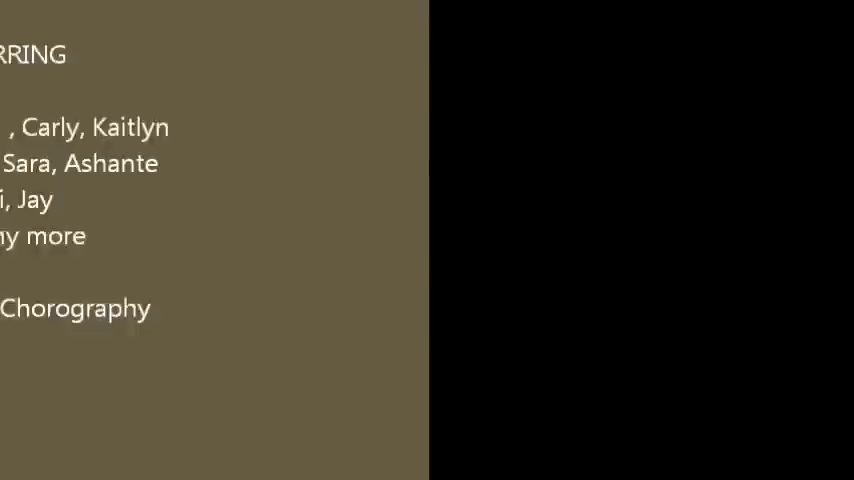 RRING
, Carly, Kaitlyn
Sara, Ashante
i, Jay
ny more
Chorography